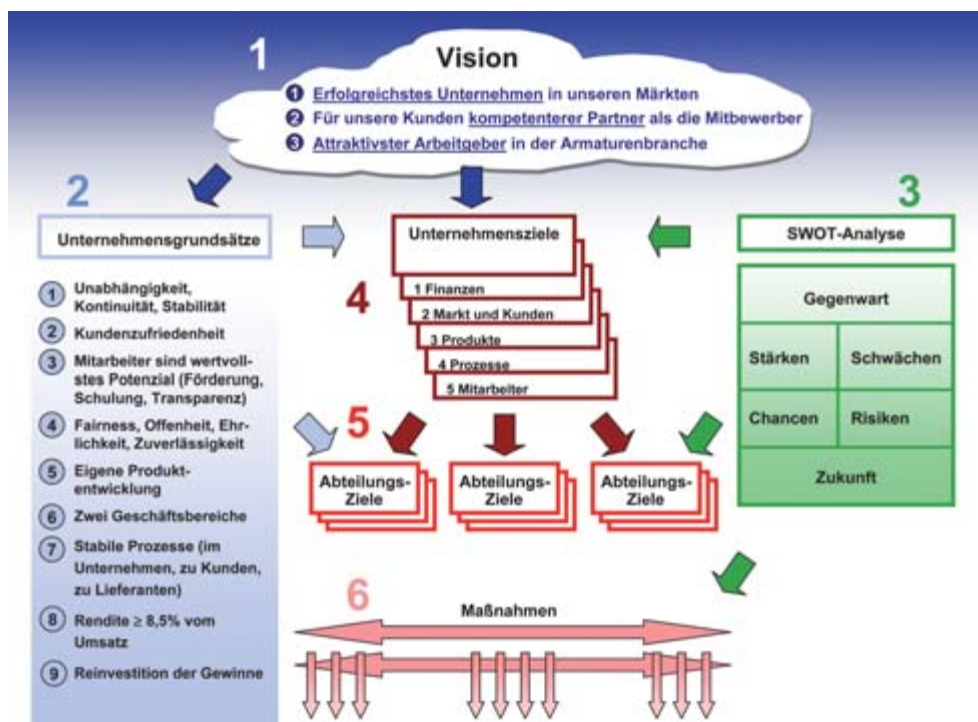 1
Vision
1 Erfolgreichstes Unternehmen in unseren Märkten
2 Für unsere Kunden kompetenterer Partner als die Mitbewerber
3 Attraktivster Arbeitgeber in der Armaturenbranche
2
Unternehmensgrundsätze
1 Unabhängigkeit,
Kontinuität, Stabilität
2 Kundenzufriedenheit
3 Mitarbeiter sind wertvoll-
stes Potenzial (Förderung,
Schulung, Transparenz)
4 Fairness, Offenheit, Ehr-
lichkeit, Zuverlässigkeit
5 Eigene Produkt-
entwicklung
6 Zwei Geschäftsbereiche
7 Stabile Prozesse (im
Unternehmen, zu Kunden,
zu Lieferanten)
8 Rendite ≥ 8,5% vom
Umsatz
9 Reinvestition der Gewinne
3
SWOT-Analyse
Gegenwart
Stärken
Schwächen
Chancen
Risiken
Zukunft
4
Unternehmensziele
1 Finanzen
2 Markt und Kunden
3 Produkte
4 Prozesse
5 Mitarbeiter
5
Abteilungs-
Ziele
Abteilungs-
Ziele
Abteilungs-
Ziele
6
Maßnahmen